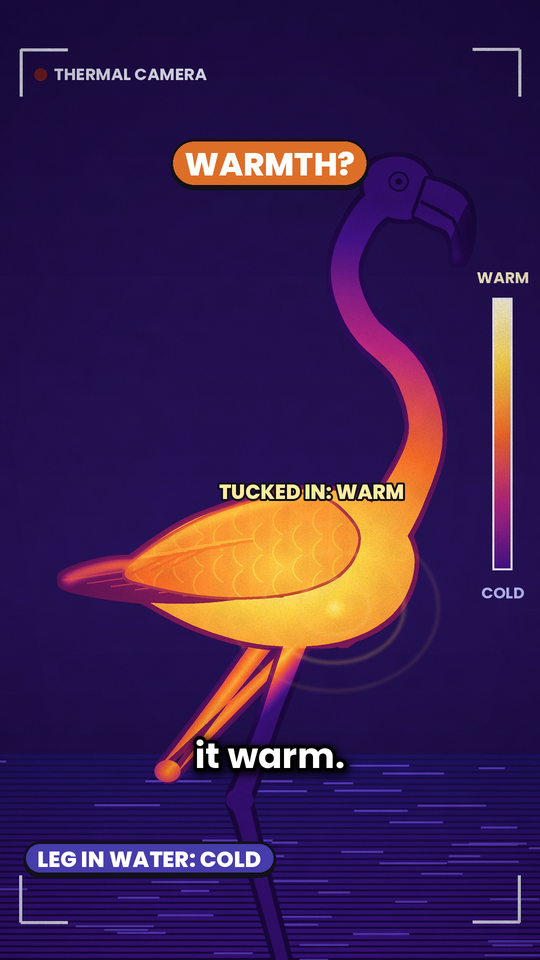 THERMAL CAMERA
WARMTH?
WARM
TUCKED IN: WARM
COLD
it warm.
LEG IN WATER: COLD